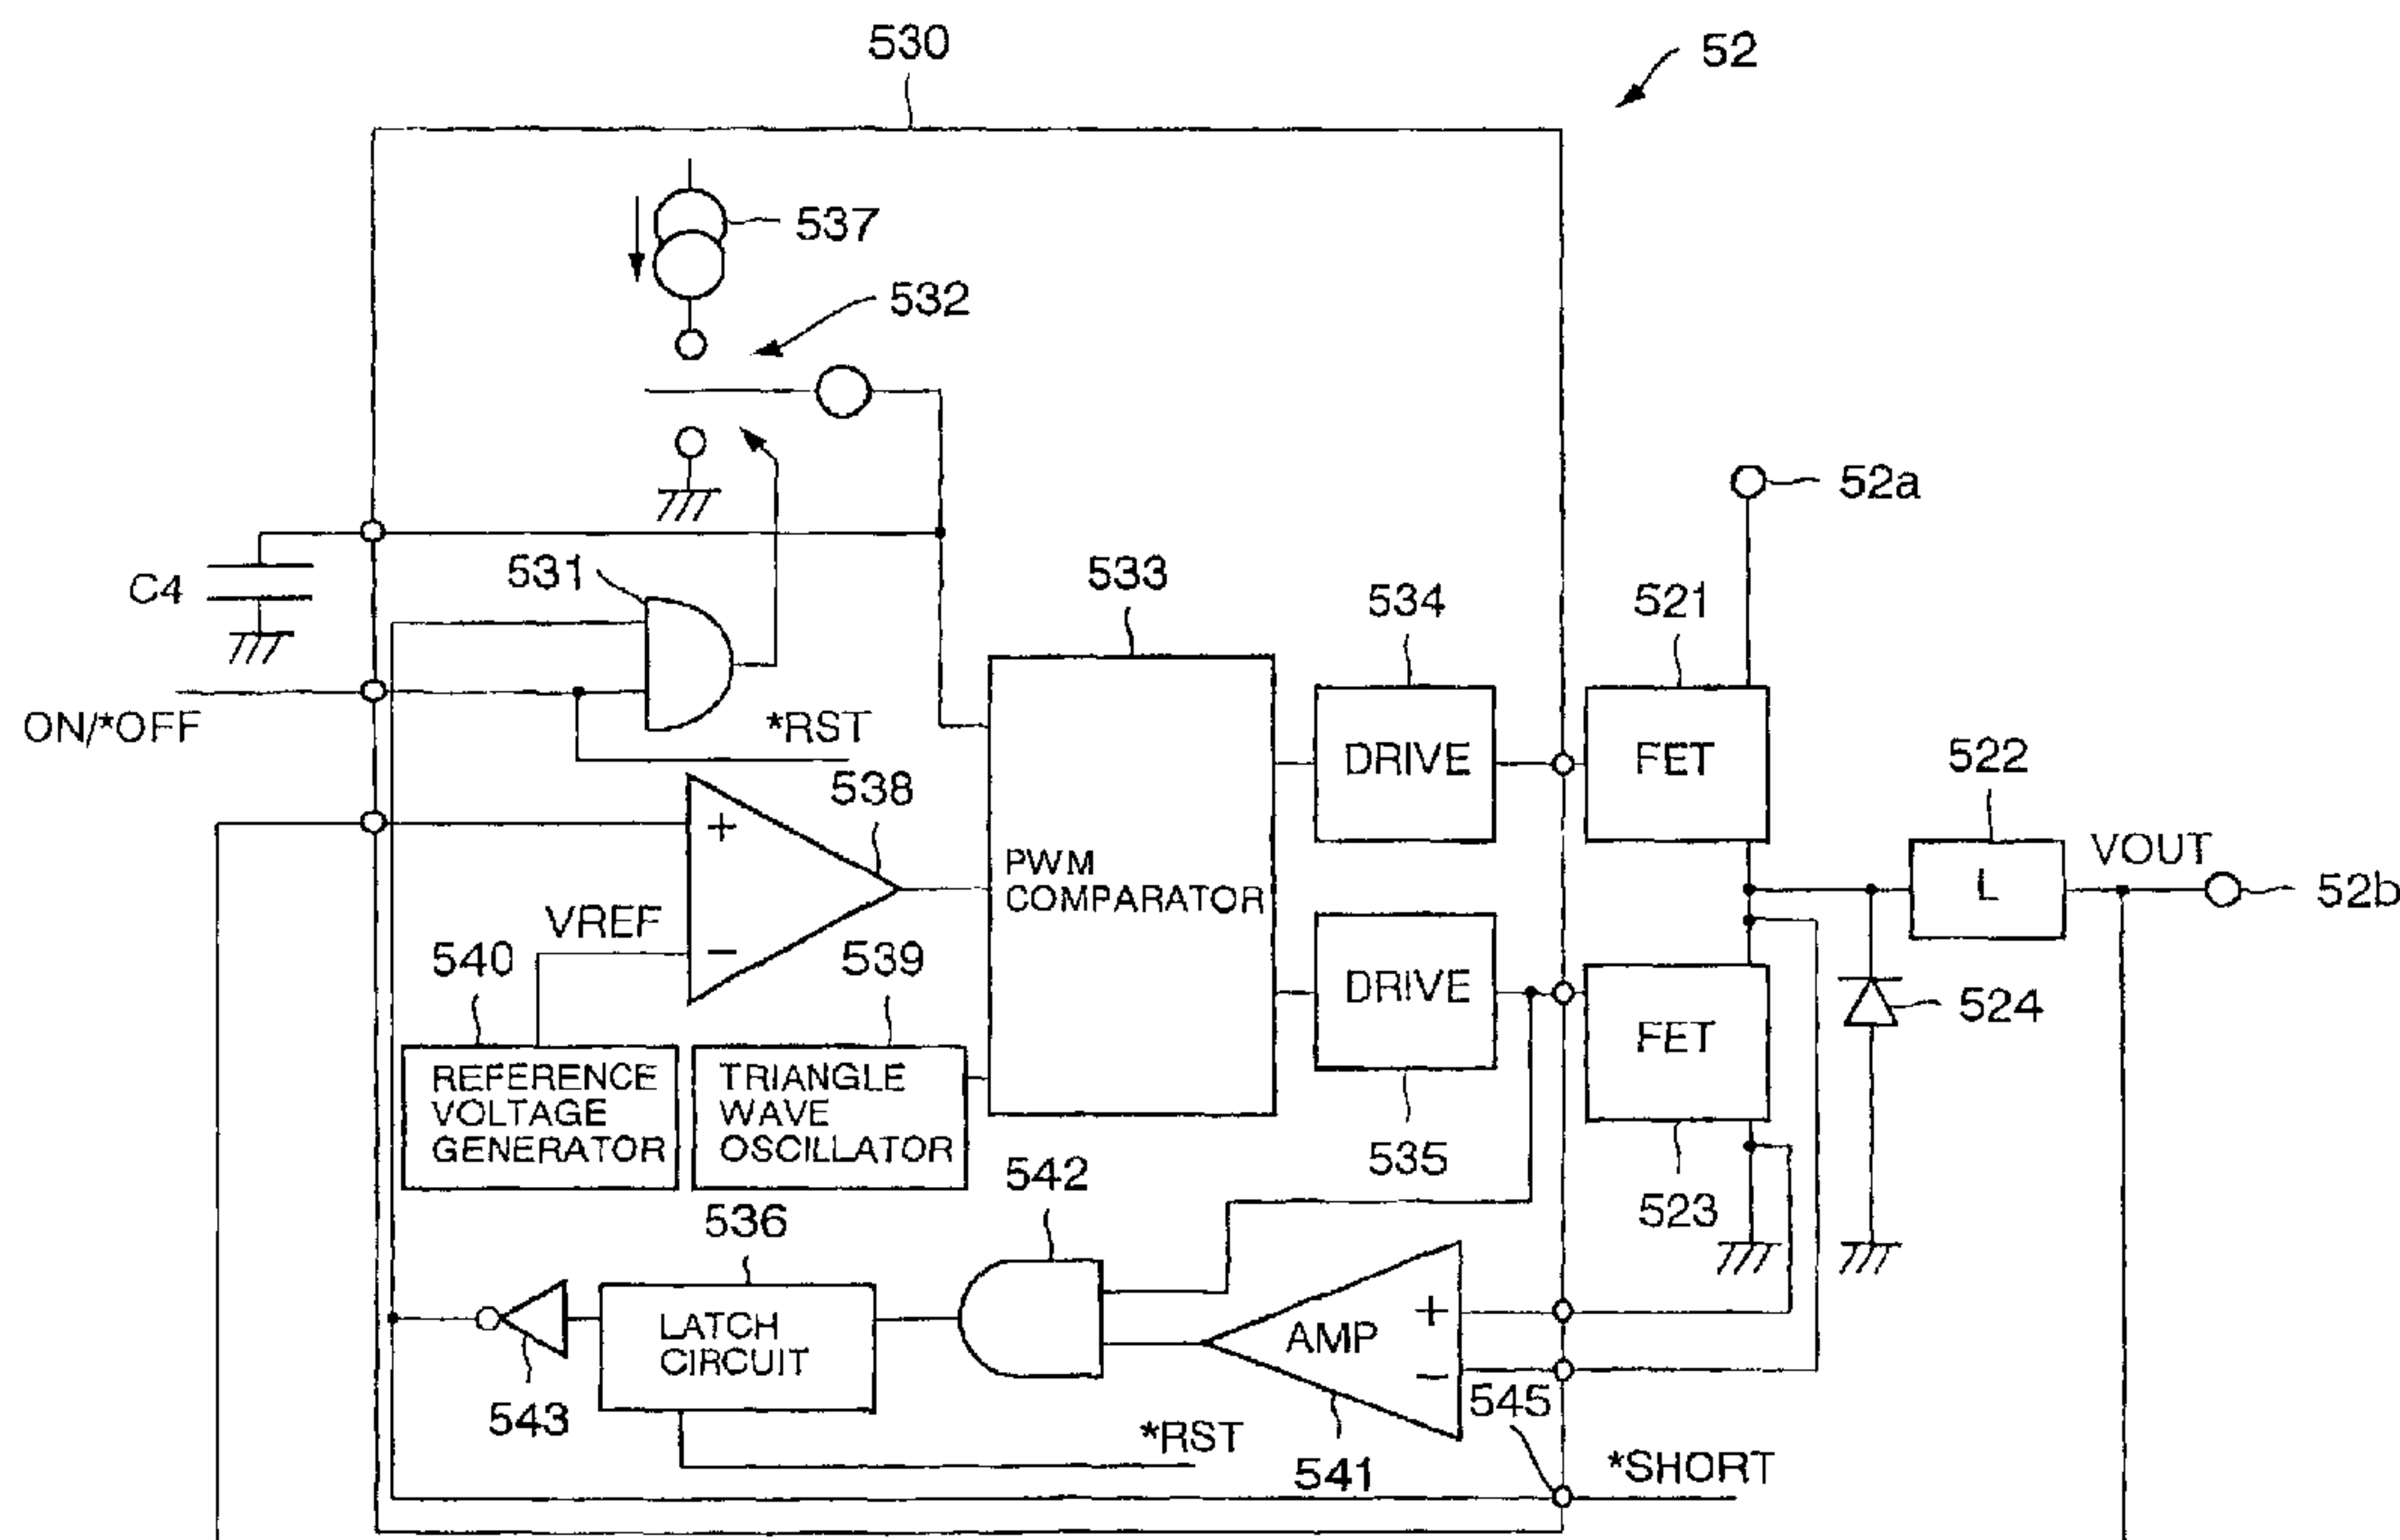 530
52
537
532
52a
C4
531
533
534
521
ON/*OFF
*RST
DRIVE
FET
522
538
+
PWM
COMPARATOR
L
VOUT
52b
VREF
−
540
539
DRIVE
524
FET
REFERENCE
VOLTAGE
GENERATOR
TRIANGLE
WAVE
OSCILLATOR
535
542
523
536
LATCH
CIRCUIT
AMP
+
−
543
545
*RST
541
*SHORT